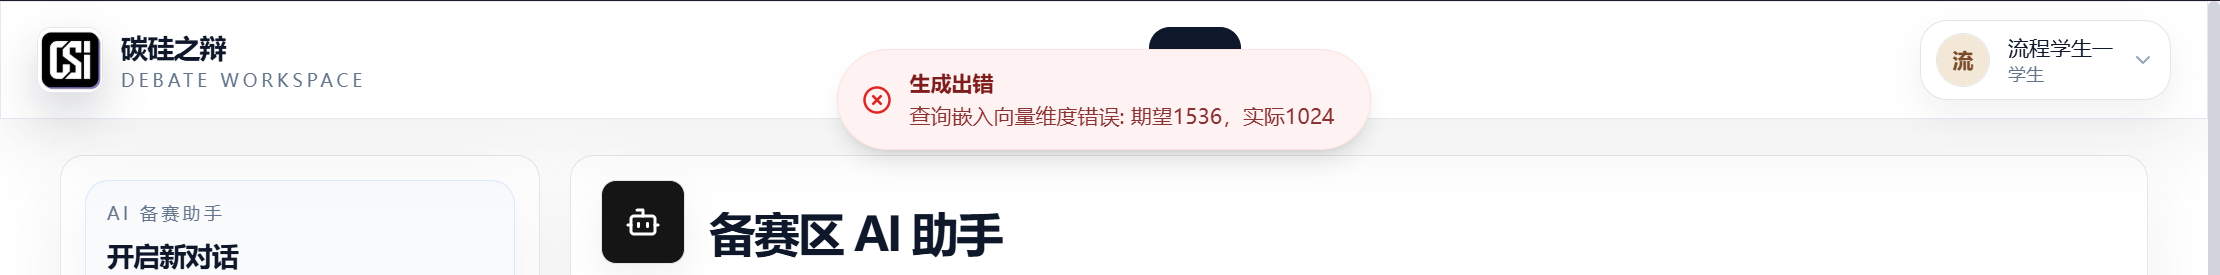 CSi
碳硅之辩
DEBATE WORKSPACE
生成出错
查询嵌入向量维度错误: 期望1536，实际1024
流
流程学生一
学生
AI 备赛助手
开启新对话
备赛区 AI 助手